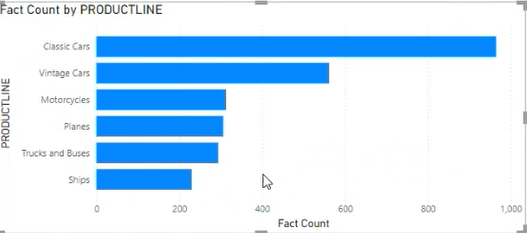 Fact Count by PRODUCTLINE
PRODUCTLINE
Classic Cars
Vintage Cars
Motorcycles
Planes
Trucks and Buses
Ships
0 200 400 600 800 1,000
Fact Count